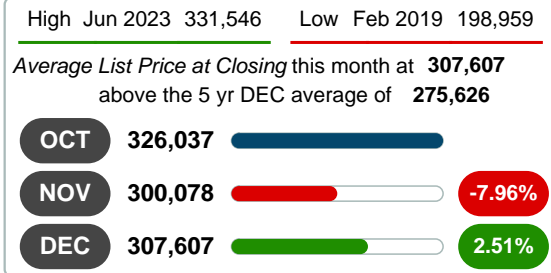 High Jun 2023 331,546 Low Feb 2019 198,959
Average List Price at Closing this month at 307,607
above the 5 yr DEC average of 275,626
OCT 326,037
NOV 300,078 -7.96%
DEC 307,607 2.51%